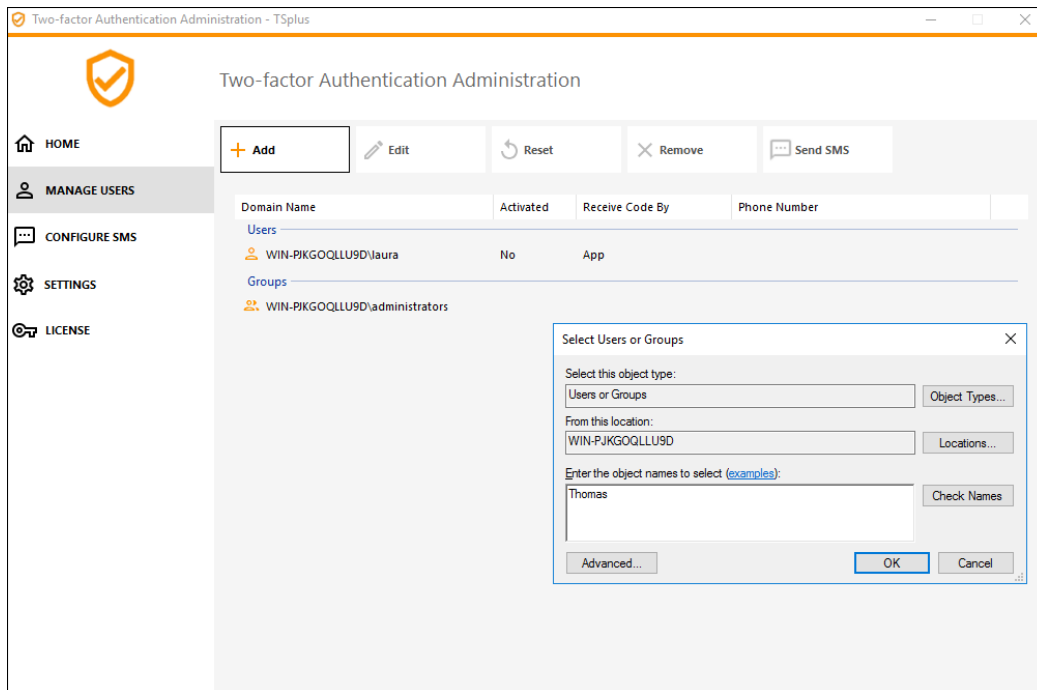 Two-factor Authentication Administration - TSplus
Two-factor Authentication Administration
HOME
MANAGE USERS
CONFIGURE SMS
SETTINGS
LICENSE
Add Edit Reset Remove Send SMS
Domain Name Activated Receive Code By Phone Number
Users
WIN-PJKGOQLLU9D\laura No App
Groups
WIN-PJKGOQLLU9D\administrators
Select Users or Groups
Select this object type:
Users or Groups Object Types...
From this location:
WIN-PJKGOQLLU9D Locations...
Enter the object names to select (examples):
Thomas Check Names
Advanced... OK Cancel